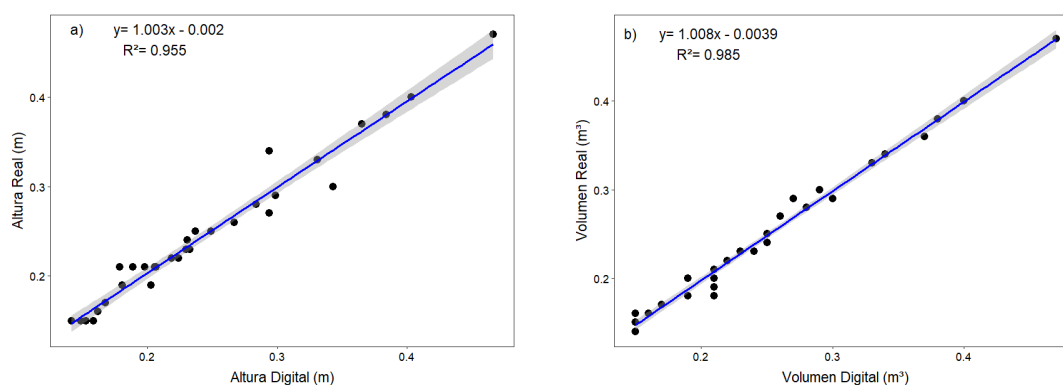 a) y= 1.003x - 0.002
R²= 0.955
0.4
0.3
0.2
Altura Real (m)
0.2 0.3 0.4
Altura Digital (m)
b) y= 1.008x - 0.0039
R²= 0.985
0.4
0.3
0.2
Volumen Real (m³)
0.2 0.3 0.4
Volumen Digital (m³)